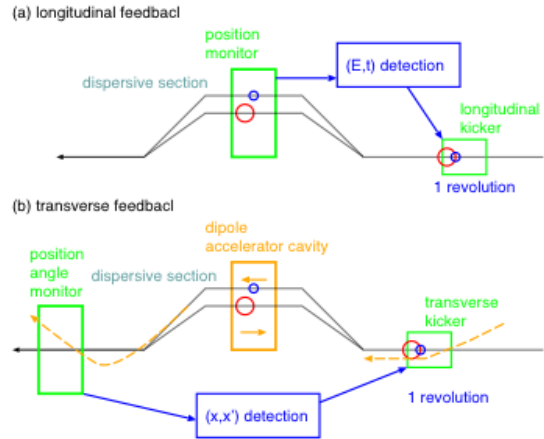 (a) longitudinal feedbacl
position
monitor
(E,t) detection
dispersive section
longitudinal
kicker
1 revolution
(b) transverse feedbacl
dipole
accelerator cavity
position
angle
monitor
dispersive section
transverse
kicker
1 revolution
(x,x') detection